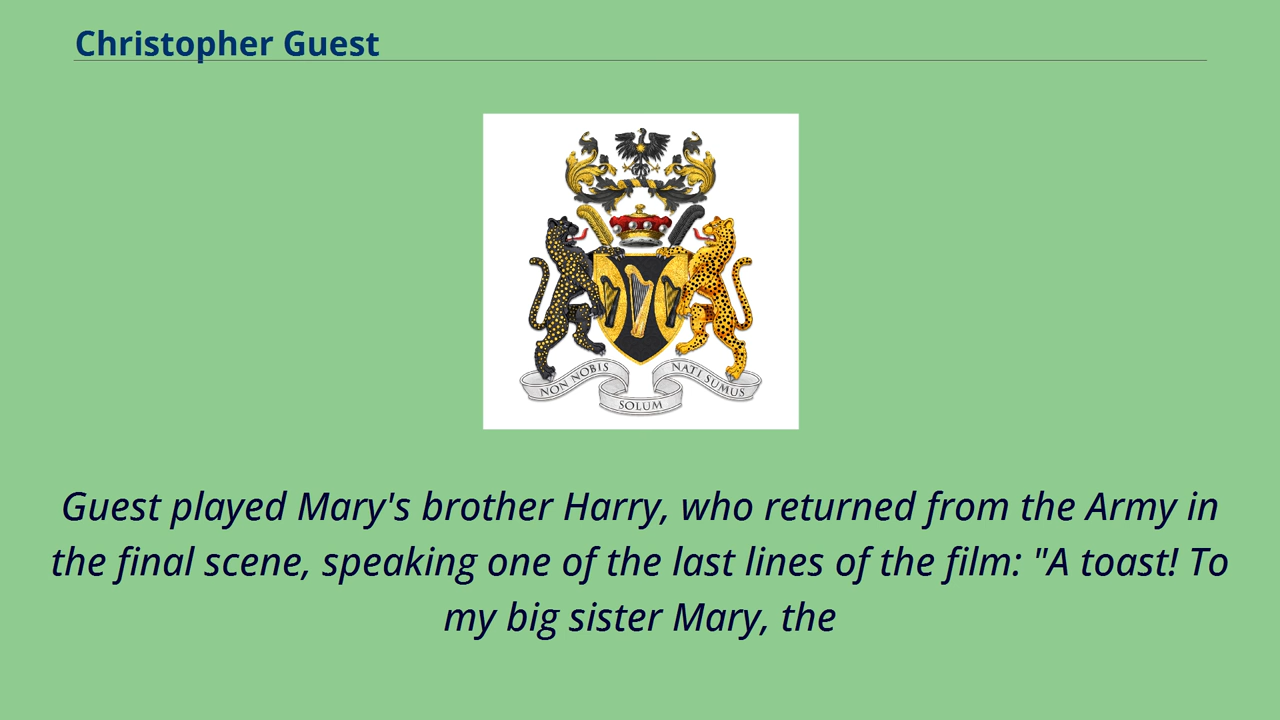 Christopher Guest
NON NOBIS
SOLUM
NATI SUMUS
Guest played Mary's brother Harry, who returned from the Army in
the final scene, speaking one of the last lines of the film: "A toast! To
my big sister Mary, the